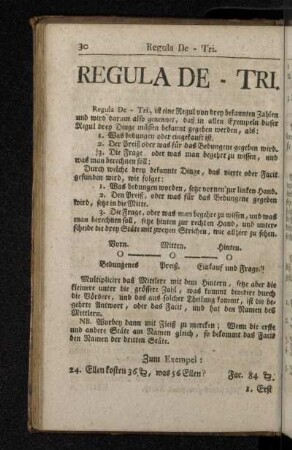 30 Regula De - Tri.
REGULA DE - TRI.
Regula De - Tri, ist eine Regul von drey bekannten Zahlen
und wird darum also genennet, daß in allen Exempeln dieser
Regul drey Dinge müssen bekannt gegeben werden, als:
1. Was bedungen oder eingekauft ist.
2. Der Preiß oder was für das Bedungene gegeben wird.
3. Die Frage oder was man begehrt zu wissen, und
was man berechnen soll:
Durch welche drey bekannte Dinge, das vierte oder Facit
gefunden wird, wie folget:
1. Was bedungen worden, setze vornen zur linken Hand.
2. Den Preiß, oder was für das Bedungene gegeben
wird, setze in die Mitte.
3. Die Frage, oder was man begehrt zu wissen, und was
man berechnen soll, setze hinten zur rechten Hand, und unter-
scheide die drey Stäte mit zweyen Strichen, wie allhier zu sehen.
Vorn. Mitten. Hinten.
O O O
Bedungenes Preiß. Einkauf und Frage.
Multiplicire das Mittlere mit dem Hintern, setze aber die
kleinere unter die größere Zahl, was kommt dividire durch
die Vördere, und das aus solcher Theilung kommt, ist die be-
gehrte Antwort, oder das Facit, und hat den Namen des
Mittlern.
NB. Worbey dann mit Fleiß zu mercken: Wenn die erste
und andere Stäte am Namen gleich, so bekommt das Facit
den Namen der dritten Stäte.
Zum Exempel:
24. Ellen kosten 36 was 56 Ellen? Fac. 84
1. Erst